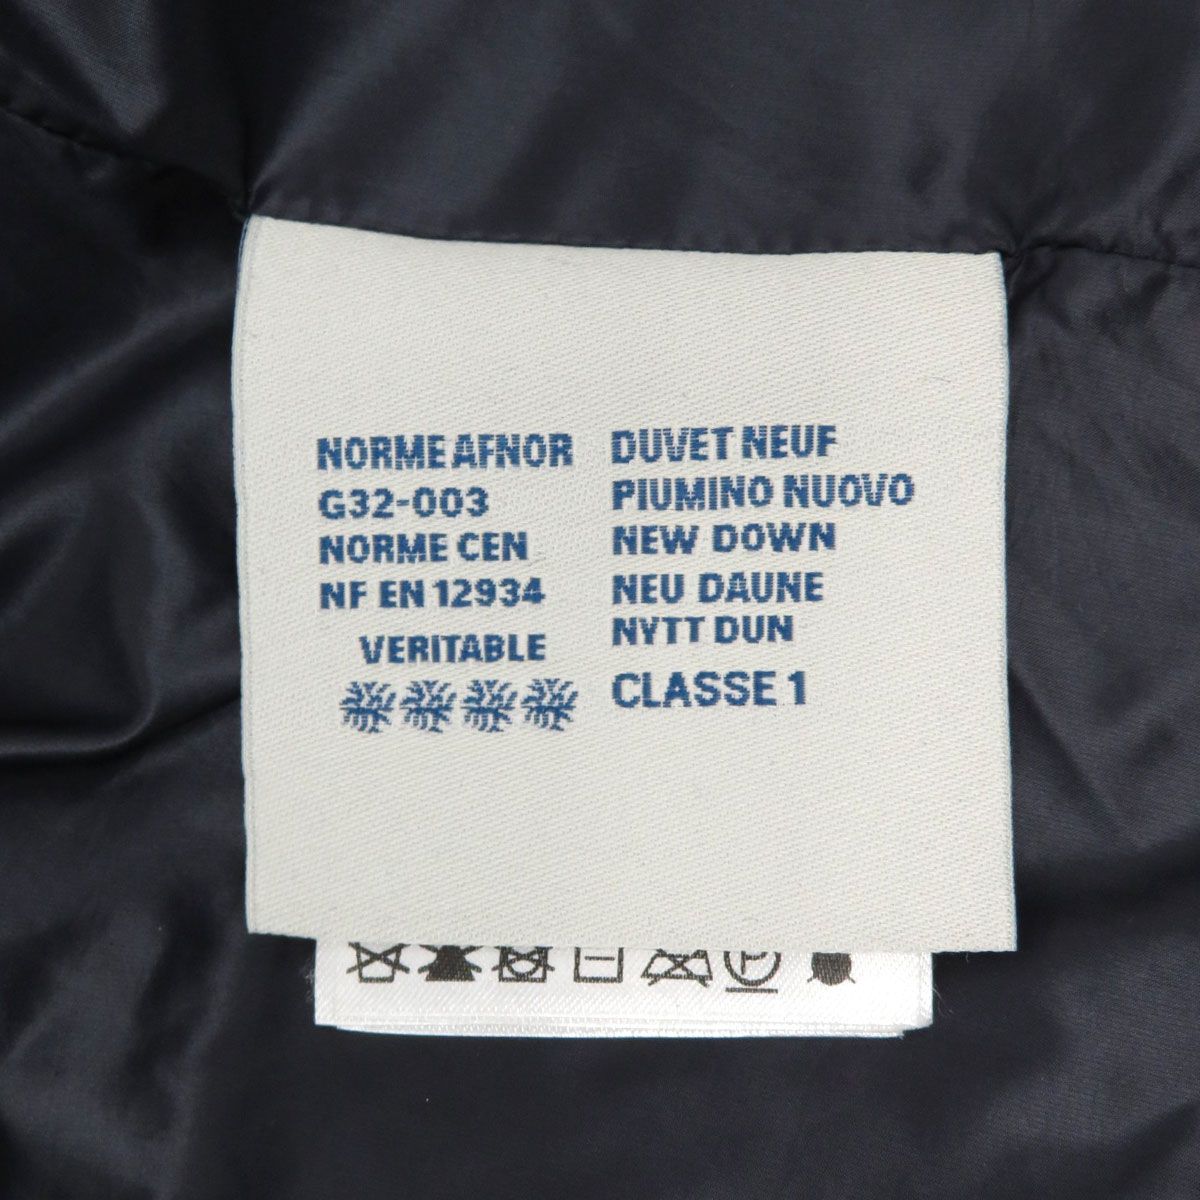 NORME AFNOR
G32-003
NORME CEN
NF EN 12934
VERITABLE
DUVET NEUF
PIUMINO NUOVO
NEW DOWN
NEU DAUNE
NYTT DUN
CLASSE 1
P